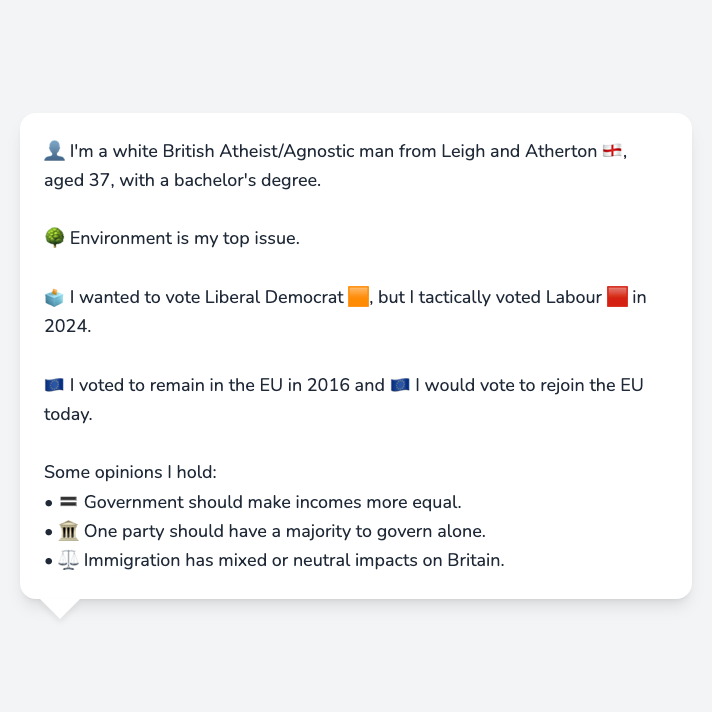 👤 I'm a white British Atheist/Agnostic man from Leigh and Atherton 🏴󠁧󠁢󠁥󠁮󠁧󠁿,
aged 37, with a bachelor's degree.
🌳 Environment is my top issue.
🗳️ I wanted to vote Liberal Democrat 🟧, but I tactically voted Labour 🟥 in
2024.
🇪🇺 I voted to remain in the EU in 2016 and 🇪🇺 I would vote to rejoin the EU
today.
Some opinions I hold:
• 🟰 Government should make incomes more equal.
• 🏛️ One party should have a majority to govern alone.
• ⚖️ Immigration has mixed or neutral impacts on Britain.